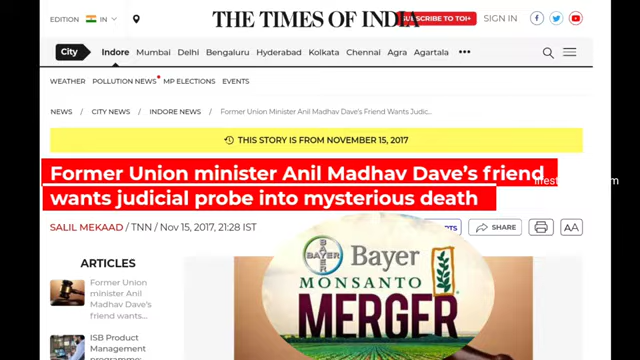 EDITION IN
THE TIMES OF INDIA
SUBSCRIBE TO TOI+
SIGN IN
City
Indore Mumbai Delhi Bengaluru Hyderabad Kolkata Chennai Agra Agartala
WEATHER POLLUTION NEWS MP ELECTIONS EVENTS
NEWS / CITY NEWS / INDORE NEWS / Former Union Minister Anil Madhav Dave's Friend Wants Judic...
THIS STORY IS FROM NOVEMBER 15, 2017
Former Union minister Anil Madhav Dave's friend
wants judicial probe into mysterious death
SALIL MEKAAD / TNN / Nov 15, 2017, 21:28 IST
SHARE
AA
ARTICLES
Former Union
minister Anil
Madhav Dave's
friend wants...
ISB Product
Management
programme:
BAYER
BAYER
Bayer
MONSANTO
MERGER